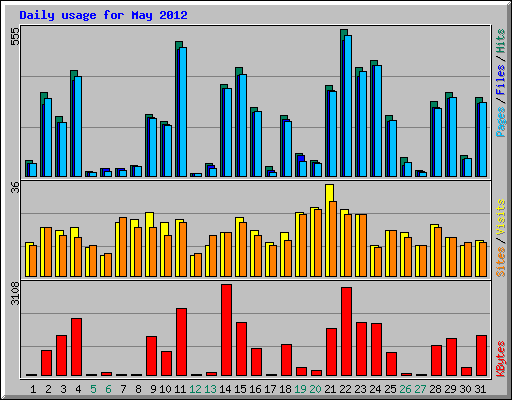 Daily usage for May 2012
555
36
3108
Pages / Files / Hits
Sites / Visits
KBytes
1 2 3 4 5 6 7 8 9 10 11 12 13 14 15 16 17 18 19 20 21 22 23 24 25 26 27 28 29 30 31